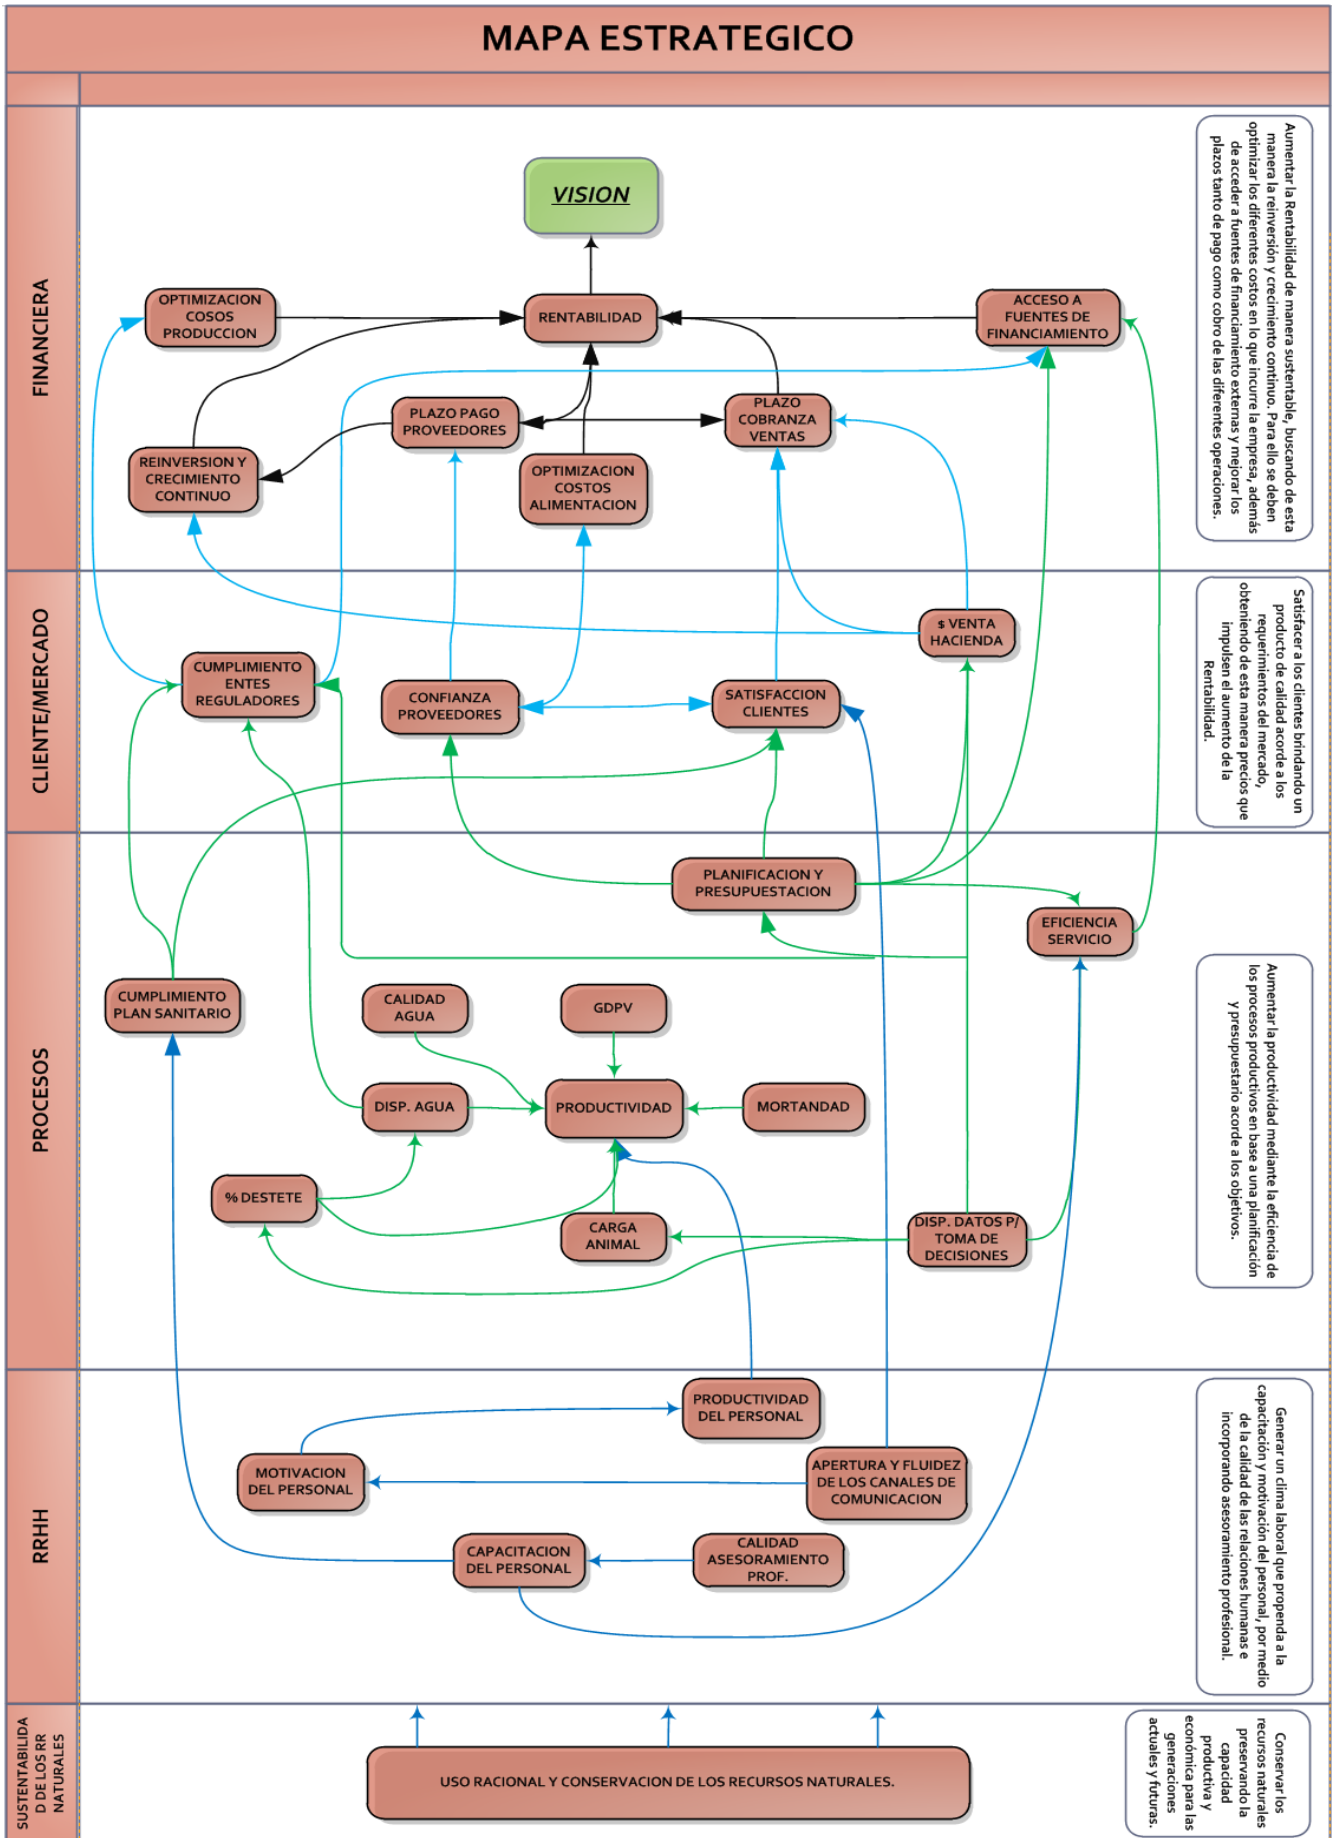 MAPA ESTRATEGICO
FINANCIERA
VISION
OPTIMIZACION
COSOS
PRODUCCION
RENTABILIDAD
ACCESO A
FUENTES DE
FINANCIAMIENTO
PLAZO PAGO
PROVEEDORES
PLAZO
COBRANZA
VENTAS
REINVERSION Y
CRECIMIENTO
CONTINUO
OPTIMIZACION
COSTOS
ALIMENTACION
Aumentar la Rentabilidad de manera sustentable, buscando de esta
manera la reinversión y crecimiento continuo. Para ello se deben
optimizar los diferentes costos en lo que incurre la empresa, además
de acceder a fuentes de financiamiento externas y mejorar los
plazos tanto de pago como cobro de las diferentes operaciones.
CLIENTE/MERCADO
$ VENTA
HACIENDA
CUMPLIMIENTO
ENTES
REGULADORES
CONFIANZA
PROVEEDORES
SATISFACCION
CLIENTES
Satisfacer a los clientes brindando un
producto de calidad acorde a los
requerimientos del mercado,
obteniendo de esta manera precios que
impulsen el aumento de la
Rentabilidad.
PROCESOS
PLANIFICACION Y
PRESUPUESTACION
EFICIENCIA
SERVICIO
CUMPLIMIENTO
PLAN SANITARIO
CALIDAD
AGUA
GDPV
DISP. AGUA
PRODUCTIVIDAD
MORTANDAD
% DESTETE
CARGA
ANIMAL
DISP. DATOS P/
TOMA DE
DECISIONES
Aumentar la productividad mediante la eficiencia de
los procesos productivos en base a una planificación
y presupuestario acorde a los objetivos.
RRHH
PRODUCTIVIDAD
DEL PERSONAL
MOTIVACION
DEL PERSONAL
APERTURA Y FLUIDEZ
DE LOS CANALES DE
COMUNICACION
CAPACITACION
DEL PERSONAL
CALIDAD
ASESORAMIENTO
PROF.
Generar un clima laboral que propenda a la
capacitación y motivación del personal, por medio
de la calidad de las relaciones humanas e
incorporando asesoramiento profesional.
SUSTENTABILIDA
D DE LOS RR
NATURALES
USO RACIONAL Y CONSERVACION DE LOS RECURSOS NATURALES.
Conservar los
recursos naturales
preservando la
capacidad
productiva y
económica para las
generaciones
actuales y futuras.